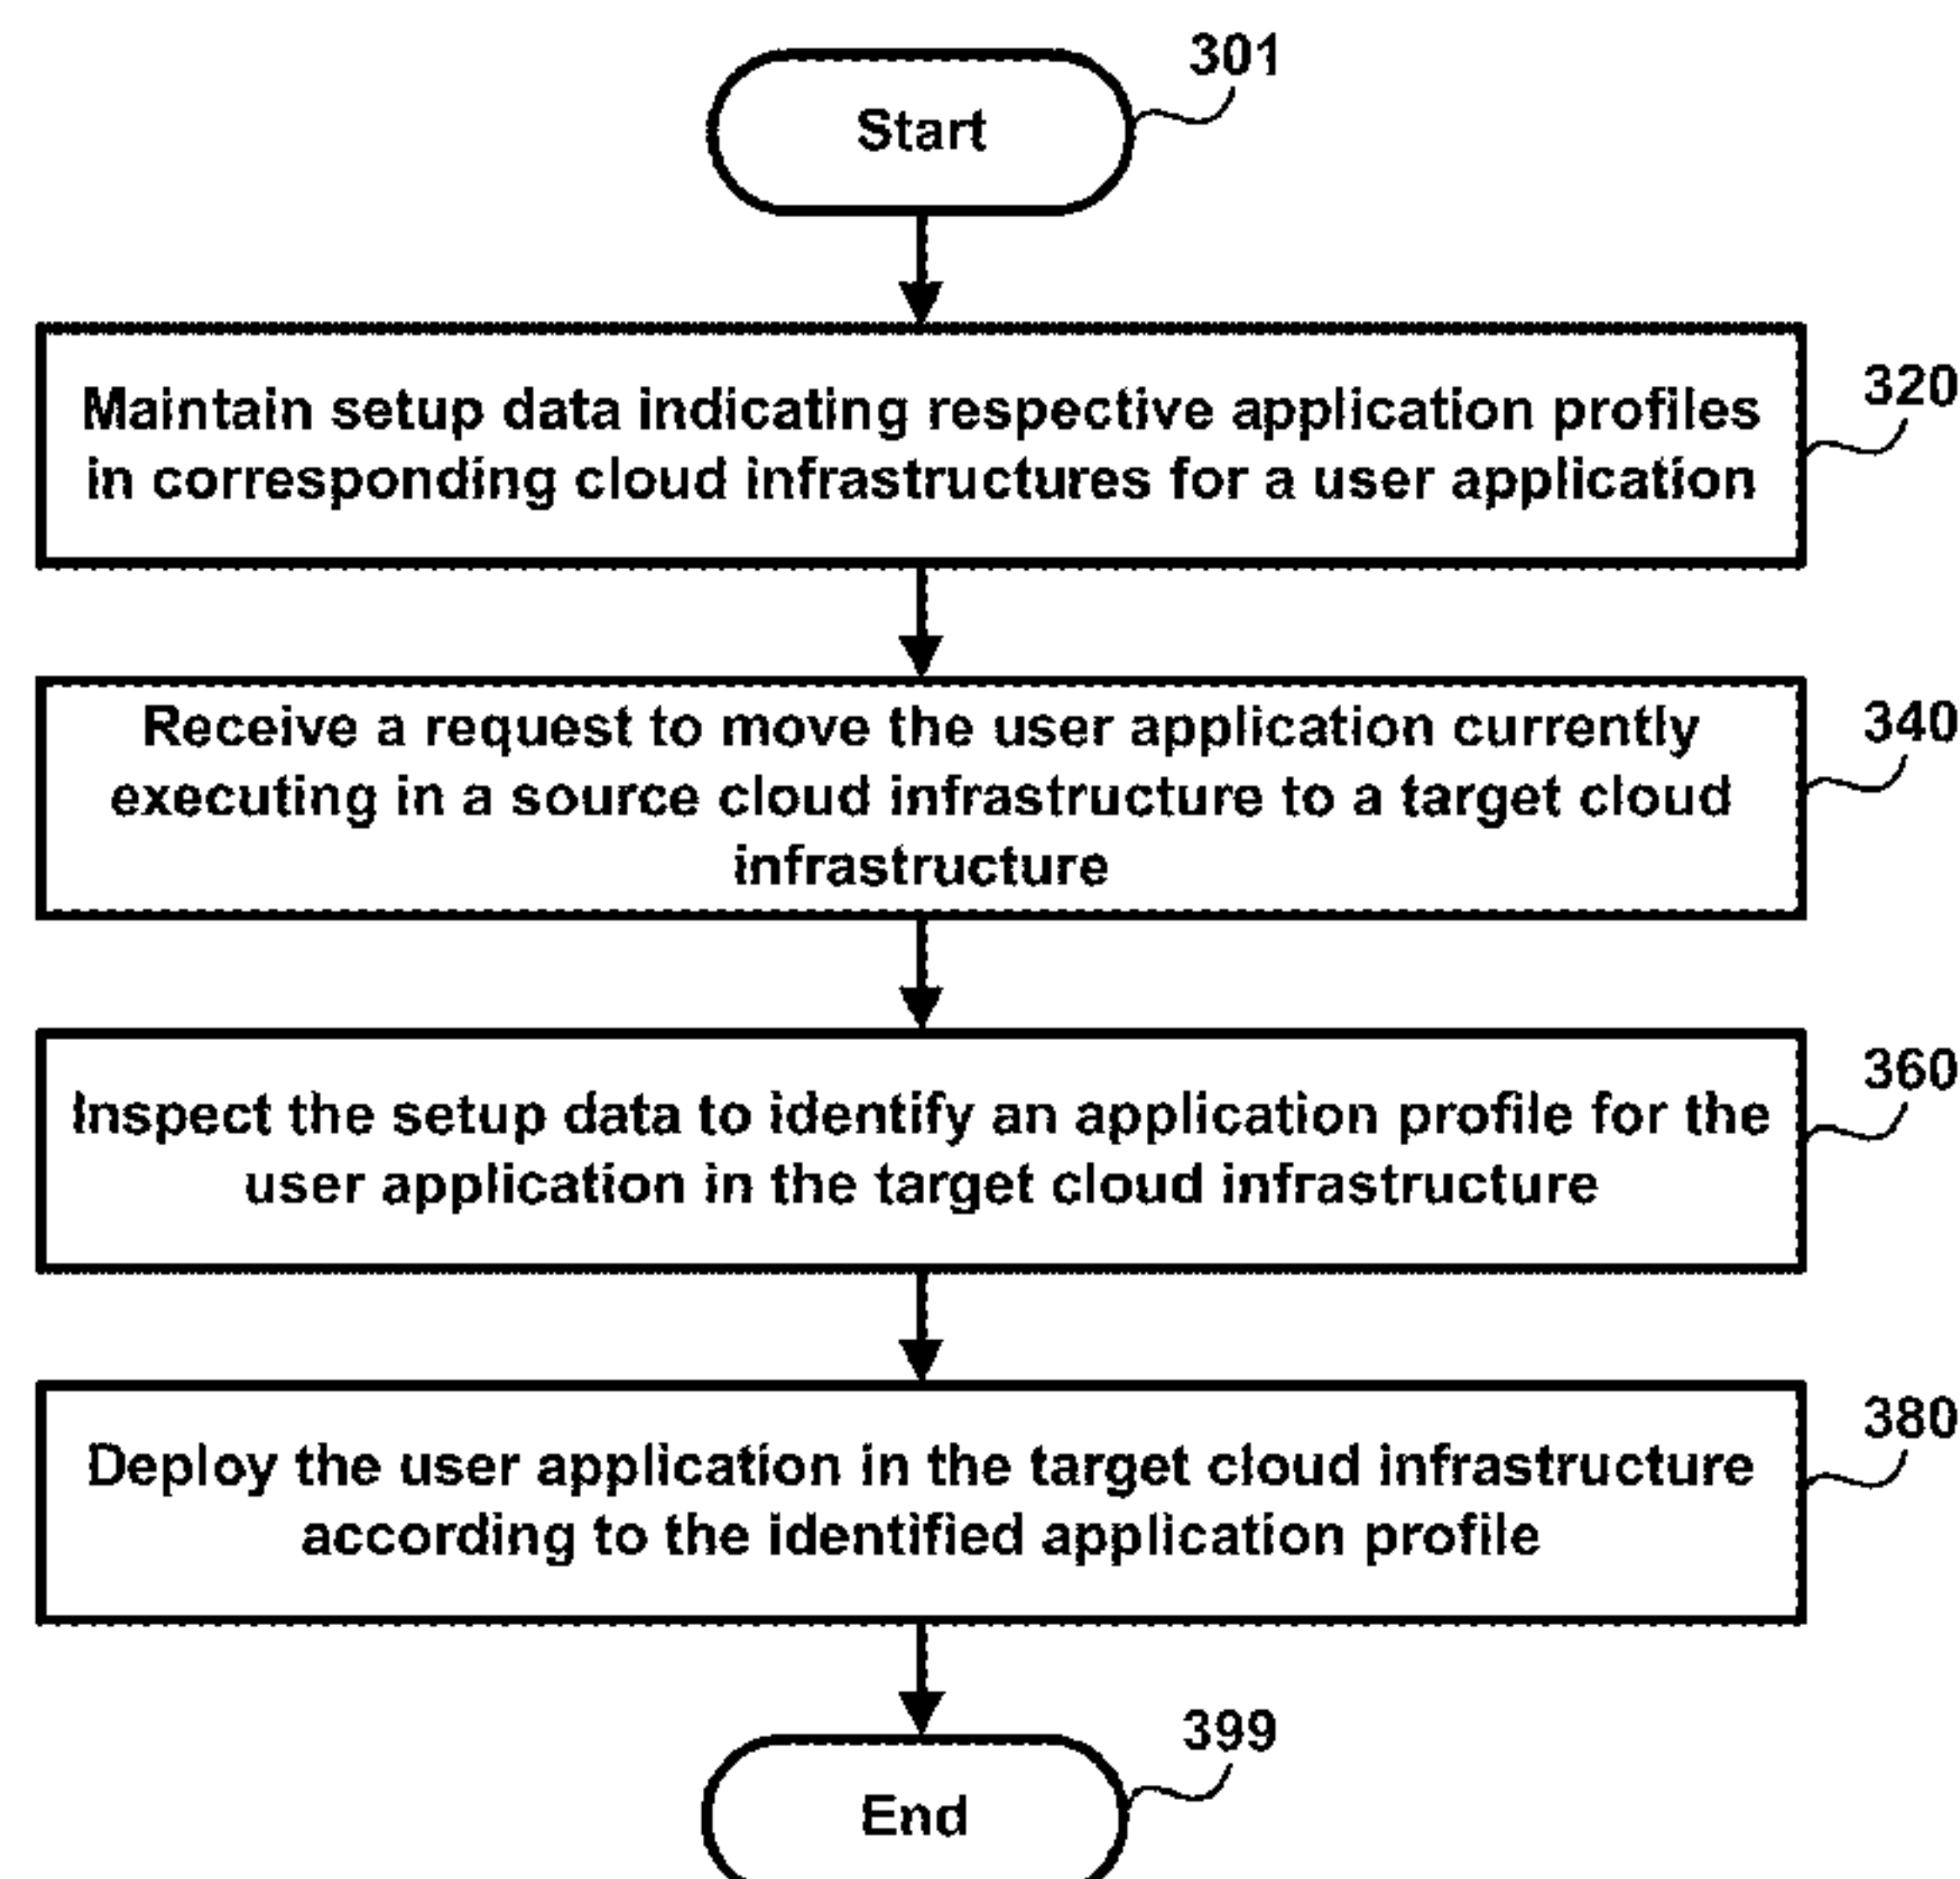 301
Start
320
Maintain setup data indicating respective application profiles
in corresponding cloud infrastructures for a user application
340
Receive a request to move the user application currently
executing in a source cloud infrastructure to a target cloud
infrastructure
360
Inspect the setup data to identify an application profile for the
user application in the target cloud infrastructure
380
Deploy the user application in the target cloud infrastructure
according to the identified application profile
399
End